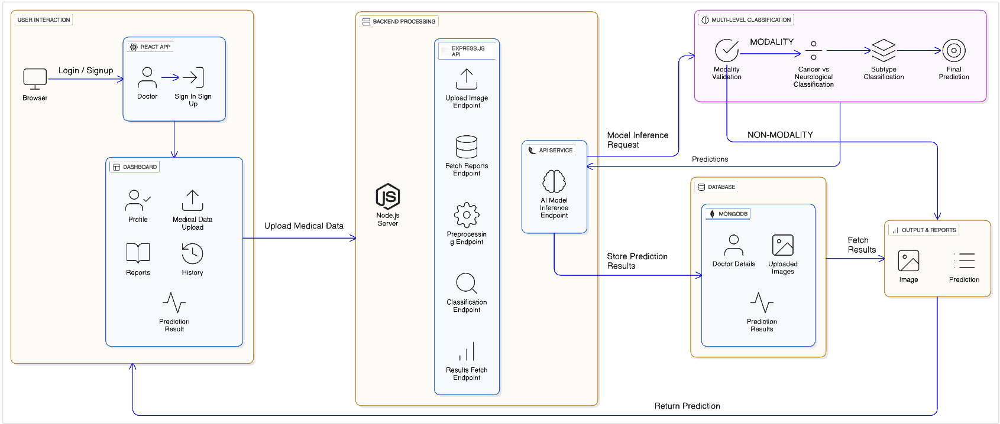 USER INTERACTION
REACT APP
Login / Signup
Browser
Doctor
Sign In Sign
Up
DASHBOARD
Profile
Medical Data
Upload
Reports
History
Prediction
Result
Upload Medical Data
BACKEND PROCESSING
JS
Node.js
Server
EXPRESS.JS
API
Upload Image
Endpoint
Fetch Reports
Endpoint
Preprocessin
g Endpoint
Classification
Endpoint
Results Fetch
Endpoint
API SERVICE
AI Model
Inference
Endpoint
Model Inference
Request
Predictions
Store Prediction
Results
MULTI-LEVEL CLASSIFICATION
Modality
Validation
MODALITY
Cancer vs
Neurological
Classification
Subtype
Classification
Final
Prediction
NON-MODALITY
DATABASE
MONGODB
Doctor Details
Uploaded
Images
Prediction
Results
Fetch
Results
OUTPUT & REPORTS
Image
Prediction
Return Prediction